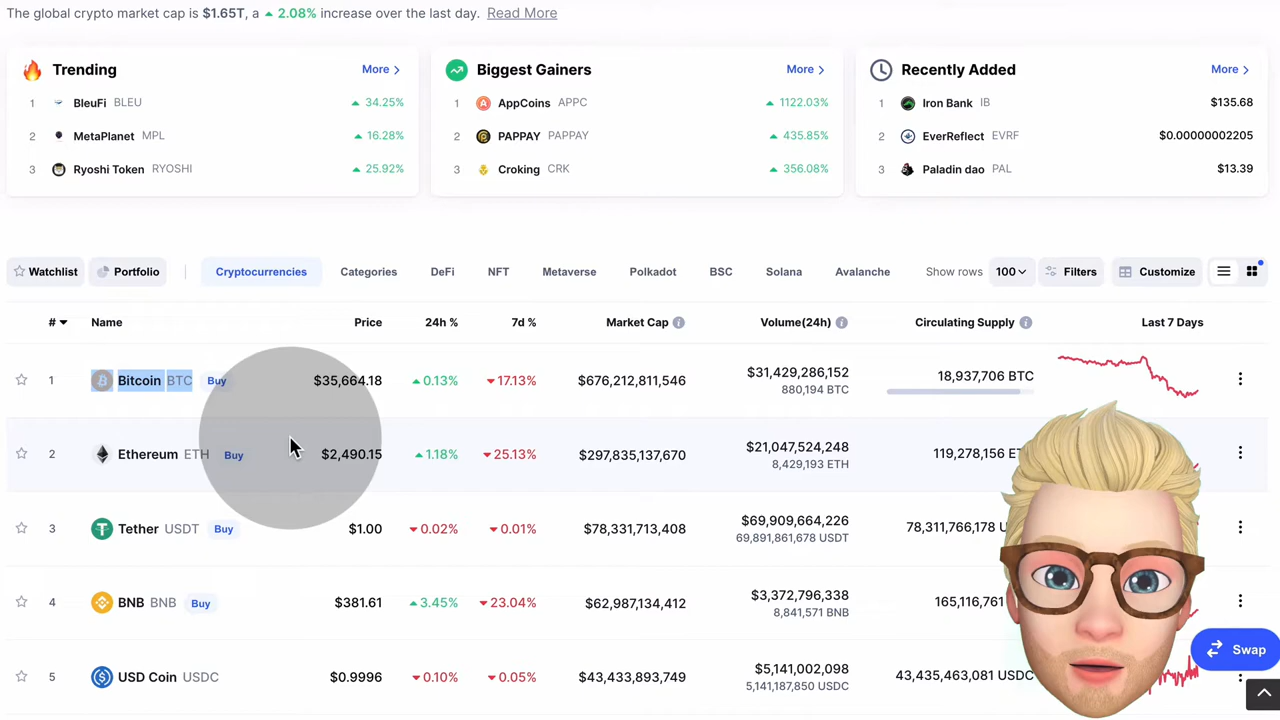 The global crypto market cap is $1.65T, a 2.08% increase over the last day. Read More
Trending More
1 BleuFi BLEU 34.25%
2 MetaPlanet MPL 16.28%
3 Ryoshi Token RYOSHI 25.92%
Biggest Gainers More
1 AppCoins APPC 1122.03%
2 PAPPAY PAPPAY 435.85%
3 Croking CRK 356.08%
Recently Added More
1 Iron Bank IB $135.68
2 EverReflect EVRF $0.00000002205
3 Paladin dao PAL $13.39
Watchlist Portfolio Cryptocurrencies Categories DeFi NFT Metaverse Polkadot BSC Solana Avalanche Show rows 100 Filters Customize
# Name Price 24h % 7d % Market Cap Volume(24h) Circulating Supply Last 7 Days
1 Bitcoin BTC Buy $35,664.18 0.13% 17.13% $676,212,811,546 $31,429,286,152 18,937,706 BTC
880,194 BTC
2 Ethereum ETH Buy $2,490.15 1.18% 25.13% $297,835,137,670 $21,047,524,248 119,278,156
8,429,193 ETH
3 Tether USDT Buy $1.00 0.02% 0.01% $78,331,713,408 $69,909,664,226 78,311,766,178
69,891,861,678 USDT
4 BNB BNB Buy $381.61 3.45% 23.04% $62,987,134,412 $3,372,796,338 165,116,761
8,841,571 BNB
5 USD Coin USDC $0.9996 0.10% 0.05% $43,433,893,749 $5,141,002,098 43,435,463,081 USDC
5,141,187,850 USDC
Swap